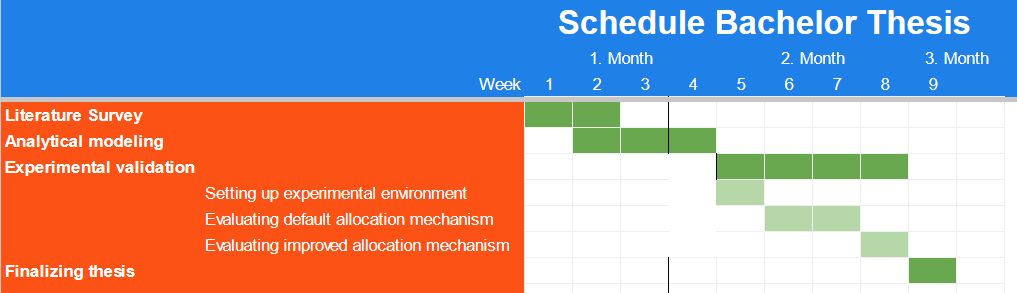 Schedule Bachelor Thesis
1. Month 2. Month 3. Month
Week 1 2 3 4 5 6 7 8 9
Literature Survey
Analytical modeling
Experimental validation
Setting up experimental environment
Evaluating default allocation mechanism
Evaluating improved allocation mechanism
Finalizing thesis